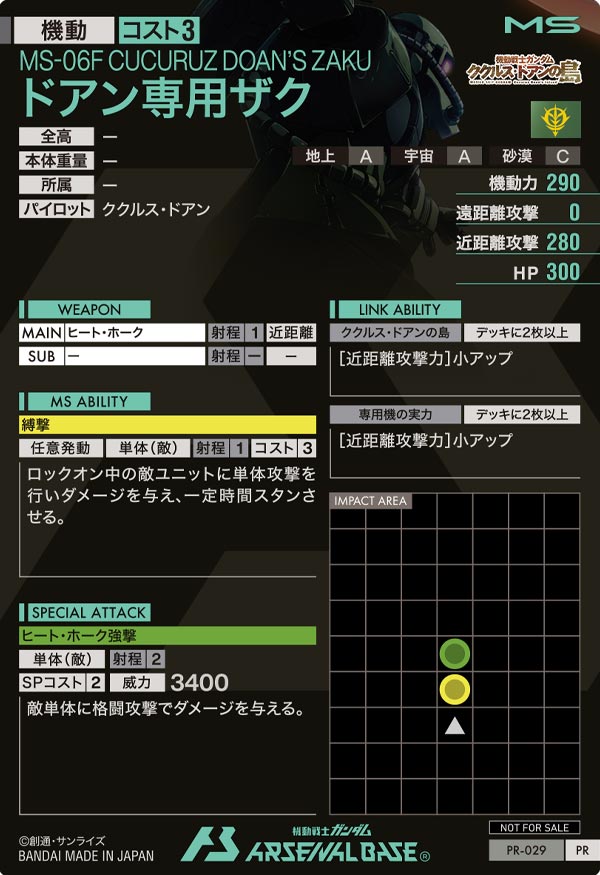 機動 コスト3
MS
MS-06F CUCURUZ DOAN'S ZAKU
ドアン専用ザク
機動戦士ガンダム
ククルス・ドアンの島
全高 ー
本体重量 ー
所属 ー
パイロット ククルス・ドアン
地上 A 宇宙 A 砂漠 C
機動力 290
遠距離攻撃 0
近距離攻撃 280
HP 300
WEAPON
MAIN ヒート・ホーク 射程 1 近距離
SUB ー 射程 ー ー
MS ABILITY
縛撃
任意発動 単体(敵) 射程 1 コスト 3
ロックオン中の敵ユニットに単体攻撃を
行いダメージを与え、一定時間スタンさ
せる。
SPECIAL ATTACK
ヒート・ホーク強撃
単体(敵) 射程 2
SPコスト 2 威力 3400
敵単体に格闘攻撃でダメージを与える。
LINK ABILITY
ククルス・ドアンの島 デッキに2枚以上
[近距離攻撃力]小アップ
専用機の実力 デッキに2枚以上
[近距離攻撃力]小アップ
IMPACT AREA
©創通・サンライズ
BANDAI MADE IN JAPAN
機動戦士ガンダム
ARSENAL BASE®
NOT FOR SALE
PR-029 PR